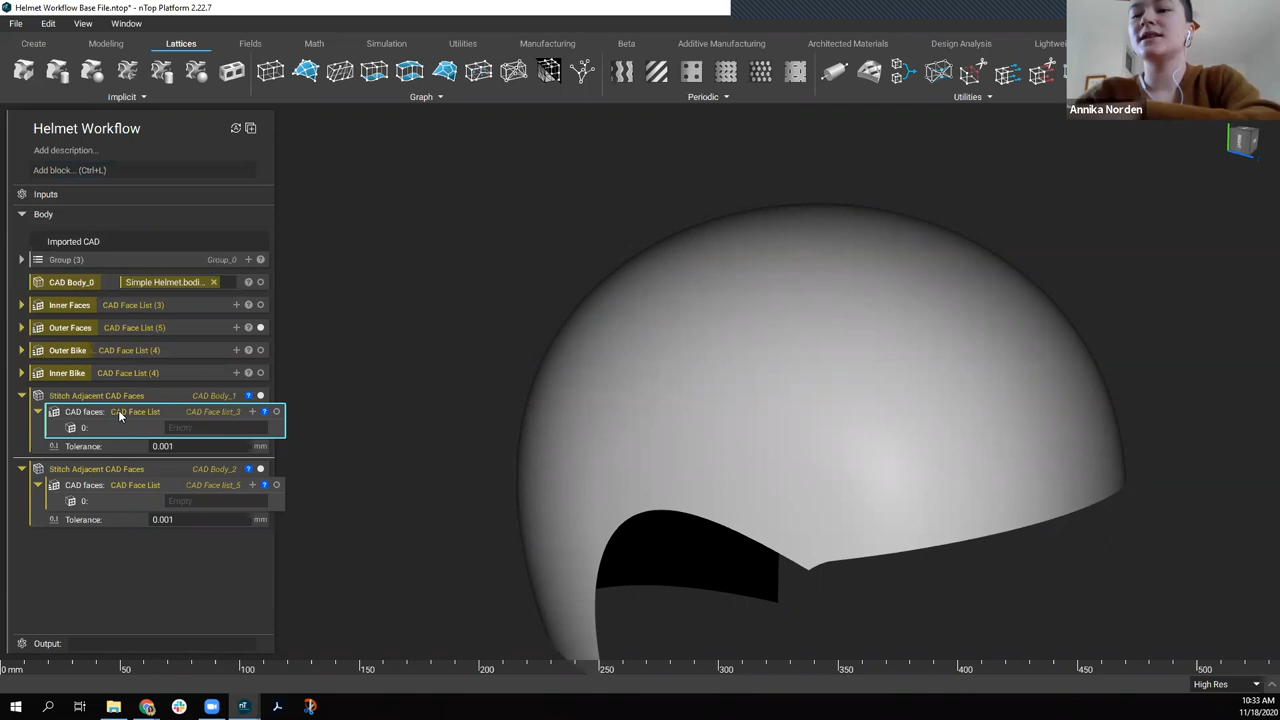 Helmet Workflow Base File.ntop* - nTop Platform 2.22.7
File Edit View Window
Create Modeling Lattices Fields Math Simulation Utilities Manufacturing Beta Additive Manufacturing Architected Materials Design Analysis Lightwei
Implicit Graph Periodic Utilities
Annika Norden
Helmet Workflow
Add description...
Add block... (Ctrl+L)
Inputs
Body
Imported CAD
Group (3) Group_0
CAD Body_0 Simple Helmet.bodi...
Inner Faces CAD Face List (3)
Outer Faces CAD Face List (5)
Outer Bike CAD Face List (4)
Inner Bike CAD Face List (4)
Stitch Adjacent CAD Faces CAD Body_1
CAD faces: CAD Face List CAD Face list_3
0: Empty
Tolerance: 0.001 mm
Stitch Adjacent CAD Faces CAD Body_2
CAD faces: CAD Face List CAD Face list_5
0: Empty
Tolerance: 0.001 mm
Output:
0 mm 50 100 150 200 250 300 350 400 450 500
High Res
10:33 AM
11/18/2020